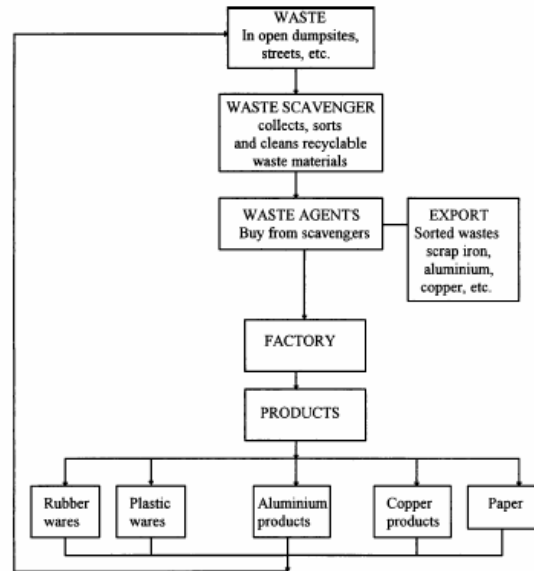 WASTE
In open dumpsites,
streets, etc.
WASTE SCAVENGER
collects, sorts
and cleans recyclable
waste materials
WASTE AGENTS
Buy from scavengers
EXPORT
Sorted wastes
scrap iron,
aluminium,
copper, etc.
FACTORY
PRODUCTS
Rubber
wares
Plastic
wares
Aluminium
products
Copper
products
Paper